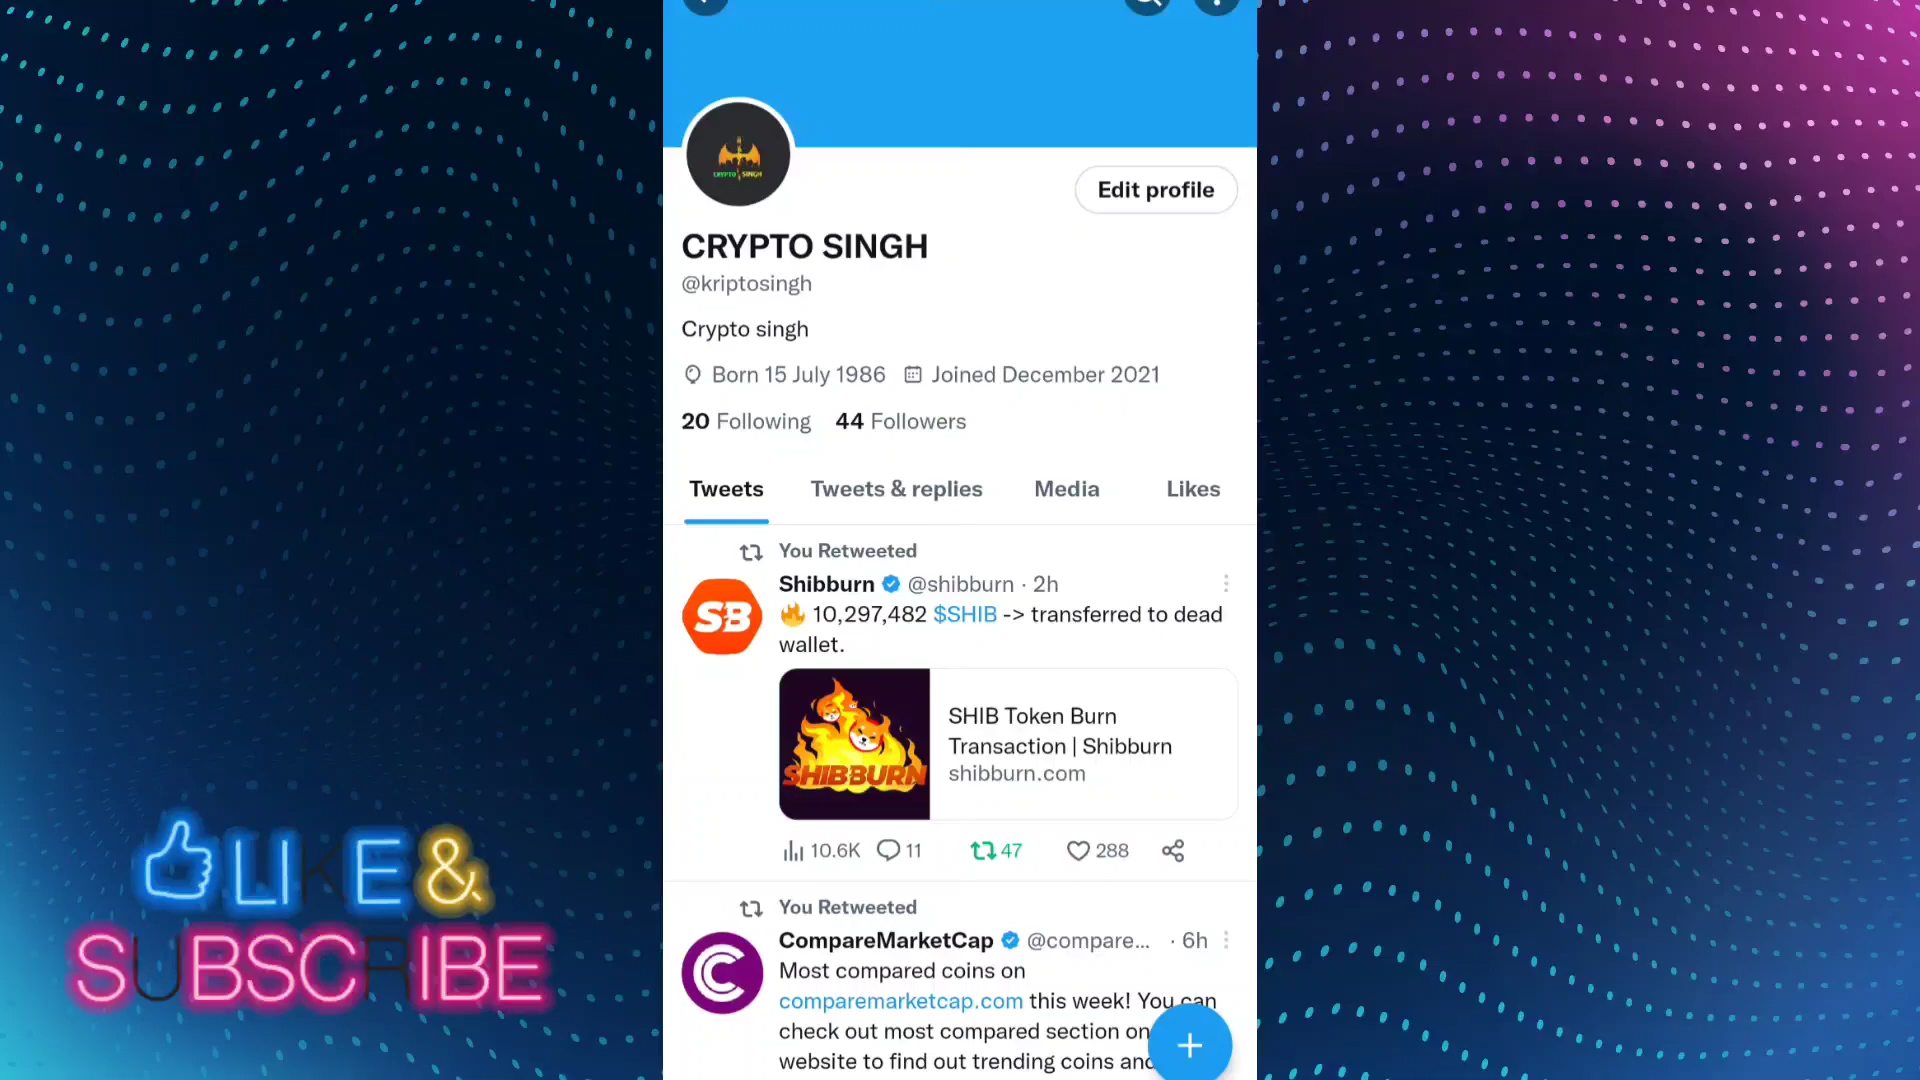 CRYPTO SINGH
Edit profile
CRYPTO SINGH
@kriptosingh
Crypto singh
Born 15 July 1986 Joined December 2021
20 Following 44 Followers
Tweets Tweets & replies Media Likes
You Retweeted
Shibburn @shibburn · 2h
SB
🔥 10,297,482 $SHIB -> transferred to dead
wallet.
SHIBBURN
SHIB Token Burn
Transaction | Shibburn
shibburn.com
10.6K 11 47 288
You Retweeted
CompareMarketCap @compare... · 6h
Most compared coins on
comparemarketcap.com this week! You can
check out most compared section on
website to find out trending coins and
LIKE &
SUBSCRIBE